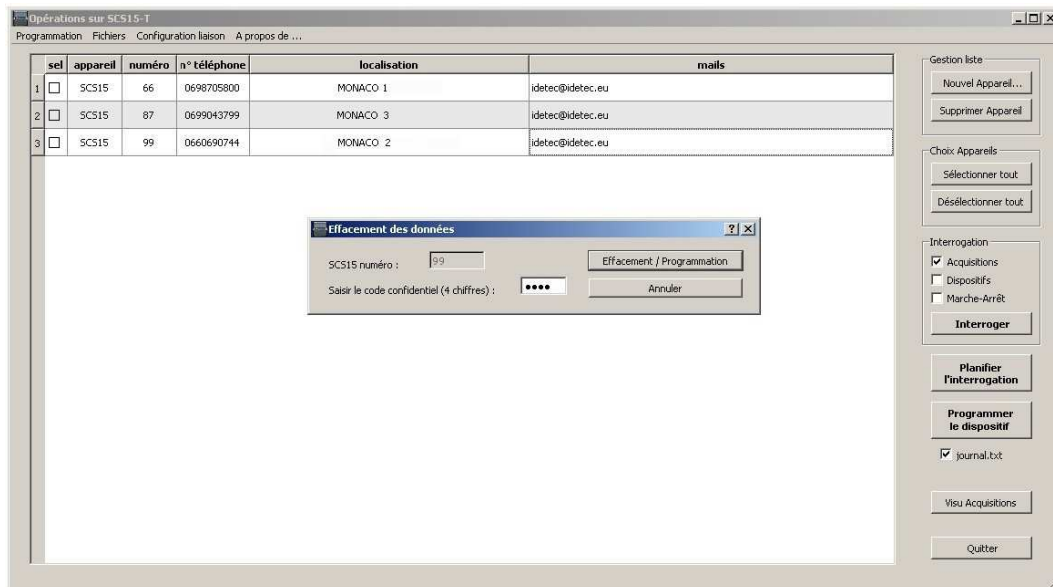 Opérations sur SCS15-T
Programmation Fichiers Configuration liaison A propos de ...
sel appareil numéro n° téléphone localisation mails
1 SCS15 66 0698705800 MONACO 1 idetec@idetec.eu
2 SCS15 87 0699043799 MONACO 3 idetec@idetec.eu
3 SCS15 99 0660690744 MONACO 2 idetec@idetec.eu
Effacement des données
SCS15 numéro : 99
Effacement / Programmation
Saisir le code confidentiel (4 chiffres) : ●●●●
Annuler
Gestion liste
Nouvel Appareil...
Supprimer Appareil
Choix Appareils
Sélectionner tout
Désélectionner tout
Interrogation
Acquisitions
Dispositifs
Marche-Arrêt
Interroger
Planifier
l'interrogation
Programmer
le dispositif
journal.txt
Visu Acquisitions
Quitter